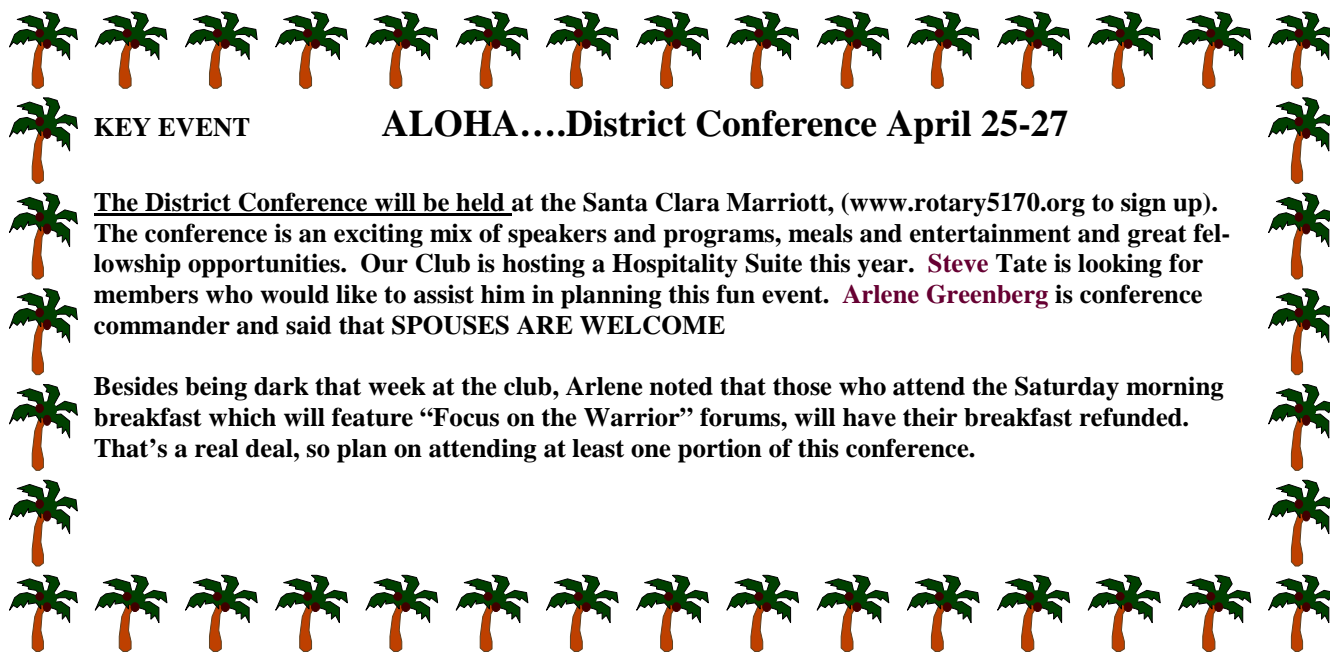 KEY EVENT ALOHA….District Conference April 25-27
The District Conference will be held at the Santa Clara Marriott, (www.rotary5170.org to sign up).
The conference is an exciting mix of speakers and programs, meals and entertainment and great fel-
lowship opportunities.  Our Club is hosting a Hospitality Suite this year.  Steve Tate is looking for
members who would like to assist him in planning this fun event.  Arlene Greenberg is conference
commander and said that SPOUSES ARE WELCOME
Besides being dark that week at the club, Arlene noted that those who attend the Saturday morning
breakfast which will feature “Focus on the Warrior” forums, will have their breakfast refunded.
That’s a real deal, so plan on attending at least one portion of this conference.